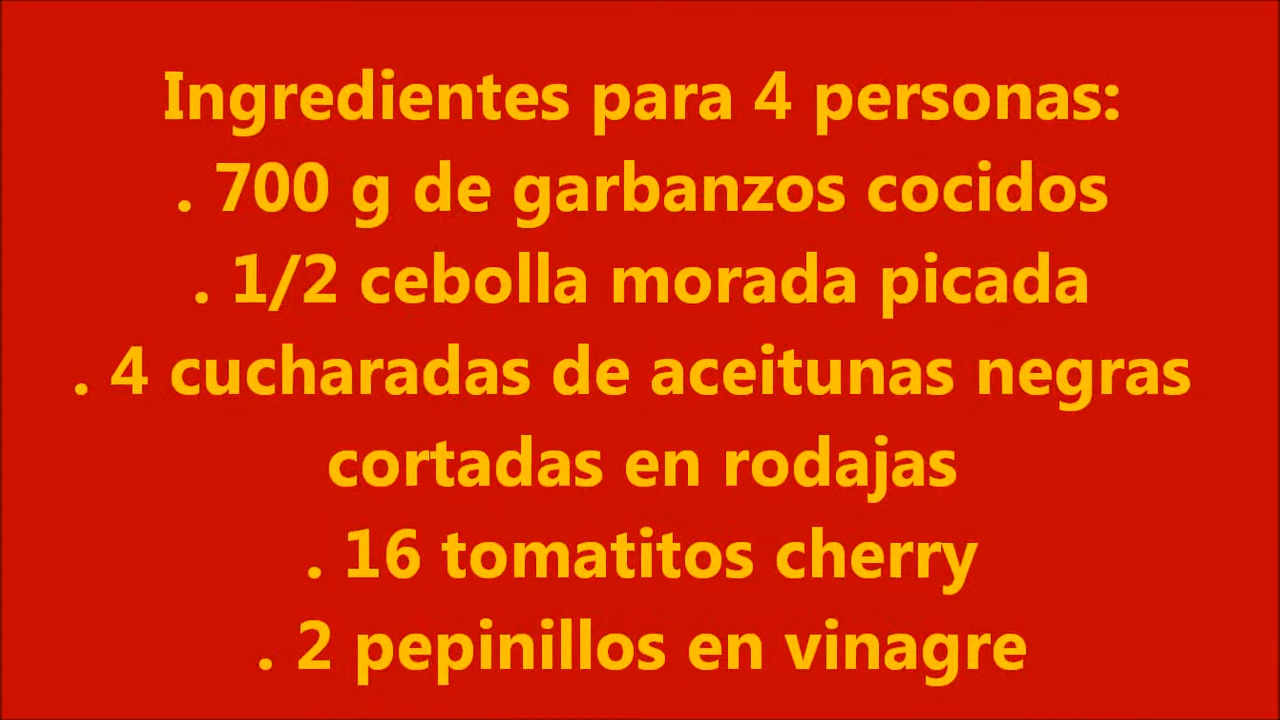 Ingredientes para 4 personas:
. 700 g de garbanzos cocidos
. 1/2 cebolla morada picada
. 4 cucharadas de aceitunas negras
cortadas en rodajas
. 16 tomatitos cherry
. 2 pepinillos en vinagre